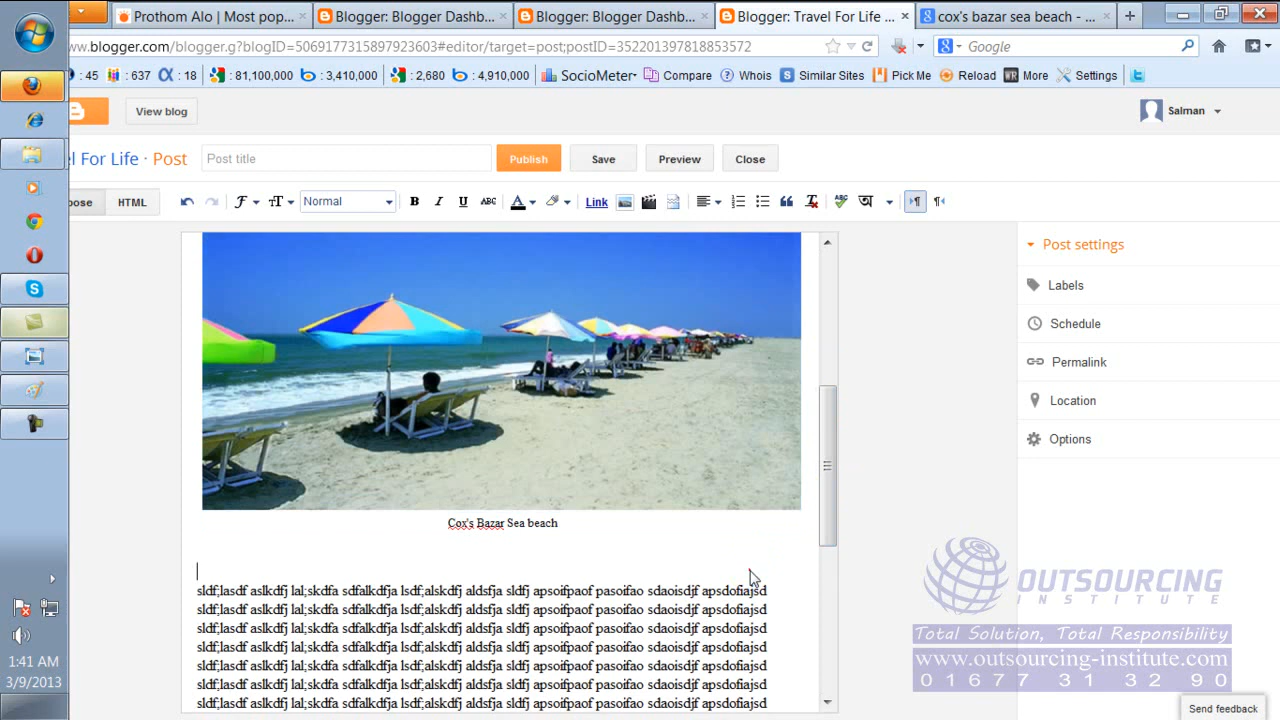 Prothom Alo | Most pop...
Blogger: Blogger Dashb...
Blogger: Blogger Dashb...
Blogger: Travel For Life ...
cox's bazar sea beach - ...
w.blogger.com/blogger.g?blogID=5069177315897923603#editor/target=post;postID=352201397818853572
Google
: 45 : 637 : 18 : 81,100,000 : 3,410,000 : 2,680 : 4,910,000 SocioMeter Compare Whois Similar Sites Pick Me Reload More Settings
View blog
Salman
el For Life · Post
Post title
Publish
Save
Preview
Close
pose
HTML
Normal
Link
Post settings
Labels
Schedule
Permalink
Location
Options
Cox's Bazar Sea beach
sldf;lasdf aslkdfj lal;skdfa sdfalkdfja lsdf;alskdfj aldsfja sldfj apsoifpaof pasoifao sdaoisdjf apsdofiajsd
sldf;lasdf aslkdfj lal;skdfa sdfalkdfja lsdf;alskdfj aldsfja sldfj apsoifpaof pasoifao sdaoisdjf apsdofiajsd
sldf;lasdf aslkdfj lal;skdfa sdfalkdfja lsdf;alskdfj aldsfja sldfj apsoifpaof pasoifao sdaoisdjf apsdofiajsd
sldf;lasdf aslkdfj lal;skdfa sdfalkdfja lsdf;alskdfj aldsfja sldfj apsoifpaof pasoifao sdaoisdjf apsdofiajsd
sldf;lasdf aslkdfj lal;skdfa sdfalkdfja lsdf;alskdfj aldsfja sldfj apsoifpaof pasoifao sdaoisdjf apsdofiajsd
sldf;lasdf aslkdfj lal;skdfa sdfalkdfja lsdf;alskdfj aldsfja sldfj apsoifpaof pasoifao sdaoisdjf apsdofiajsd
sldf;lasdf aslkdfj lal;skdfa sdfalkdfja lsdf;alskdfj aldsfja sldfj apsoifpaof pasoifao sdaoisdjf apsdofiajsd
OUTSOURCING
INSTITUTE
Total Solution, Total Responsibility
www.outsourcing-institute.com
01677 31 32 90
1:41 AM
3/9/2013
Send feedback